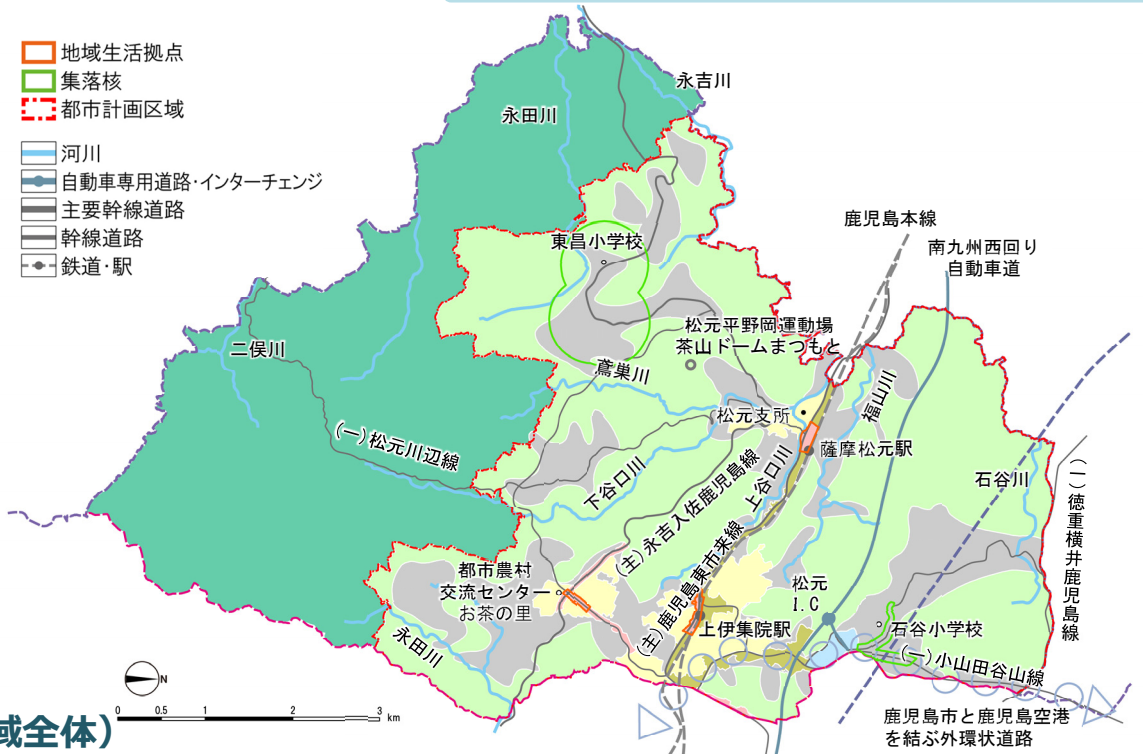 地域生活拠点
集落核
都市計画区域
河川
自動車専用道路・インターチェンジ
主要幹線道路
幹線道路
鉄道・駅
永吉川
永田川
鹿児島本線
南九州西回り
自動車道
東昌小学校
松元平野岡運動場
茶山ドームまつもと
二俣川
鳶巣川
福山川
松元支所
薩摩松元駅
(一)松元川辺線
下谷口川
(主)永吉入佐鹿児島線
上谷口川
(主)鹿児島東市来線
石谷川
(一)徳重横井鹿児島線
都市農村
交流センター
お茶の里
松元
I.C
上伊集院駅
石谷小学校
(一)小山田谷山線
永田川
N
0 0.5 1 2 3 km
鹿児島市と鹿児島空港
を結ぶ外環状道路
域全体)